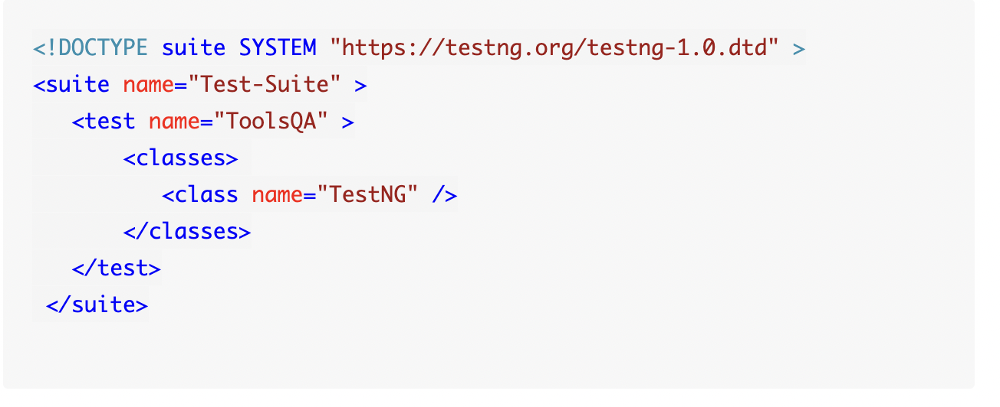 <!DOCTYPE suite SYSTEM "https://testng.org/testng-1.0.dtd" >
<suite name="Test-Suite" >
   <test name="ToolsQA" >
       <classes>
          <class name="TestNG" />
       </classes>
   </test>
 </suite>